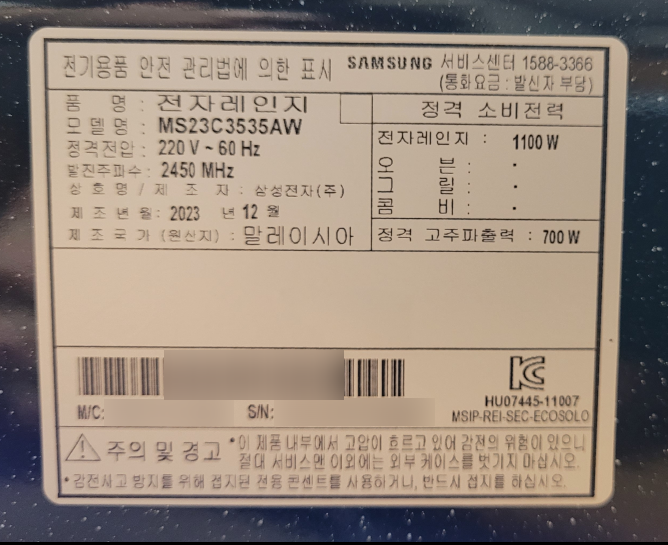 전기용품 안전 관리법에 의한 표시 SAMSUNG 서비스센터 1588-3366
(통화요금 : 발신자 부담)
품 명 : 전자레인지
모 델 명 : MS23C3535AW
정격전압 : 220 V ~ 60 Hz
발진주파수 : 2450 MHz
상 호 명 / 제 조 자 : 삼성전자(주)
제 조 년 월 : 2023 년 12 월
제 조 국 가 (원산지) : 말레이시아
정격 소비전력
전자레인지 : 1100 W
오 븐 : ·
그 릴 : ·
콤 비 : ·
정격 고주파출력 : 700 W
M/C: S/N:
HU07445-11007
MSIP-REI-SEC-ECOSOLO
주의 및 경고 *이 제품 내부에서 고압이 흐르고 있어 감전의 위험이 있으니
절대 서비스맨 이외에는 외부 케이스를 벗기지 마십시오.
*감전사고 방지를 위해 접지된 전용 콘센트를 사용하거나, 반드시 접지를 하십시오.